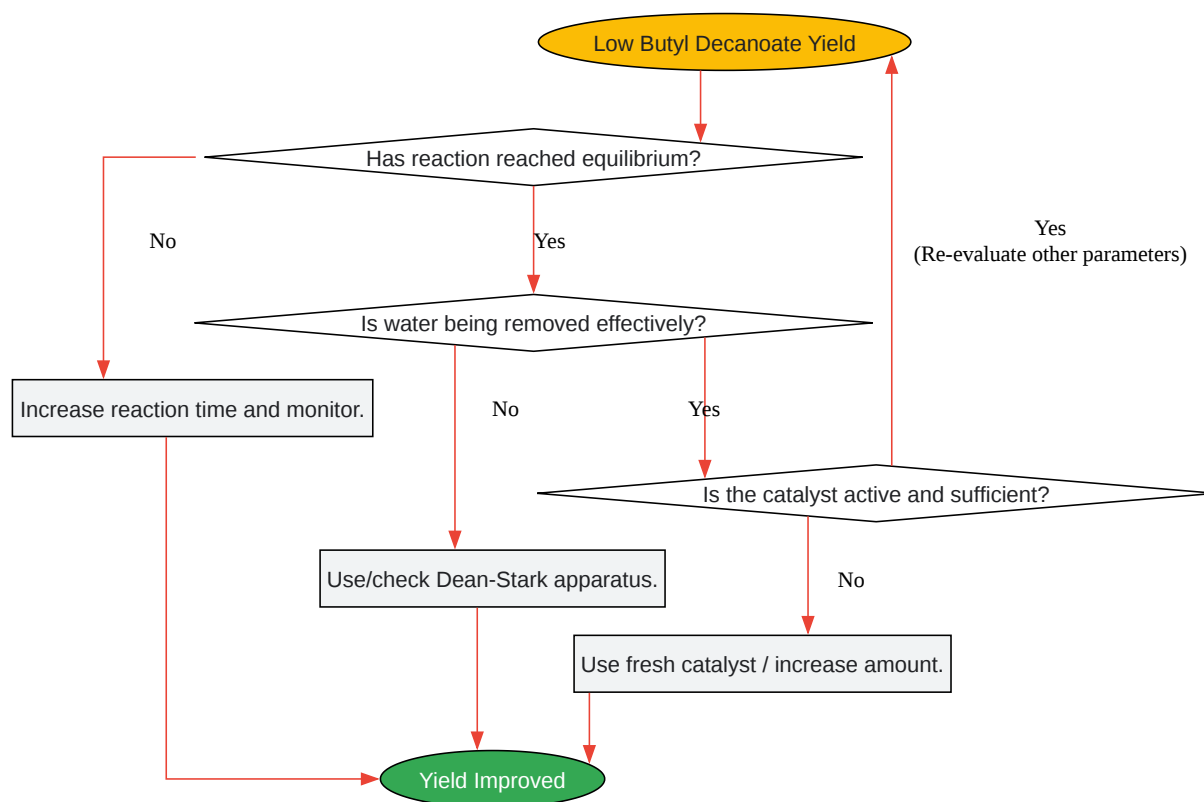 Low Butyl Decanoate Yield
Has reaction reached equilibrium?
No
Yes
Yes
(Re-evaluate other parameters)
Is water being removed effectively?
Increase reaction time and monitor.
No
Yes
Is the catalyst active and sufficient?
Use/check Dean-Stark apparatus.
No
Use fresh catalyst / increase amount.
Yield Improved